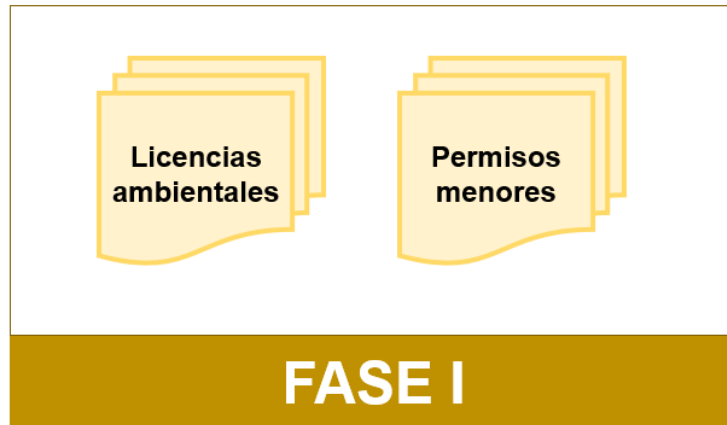 Licencias
ambientales
Permisos
menores
FASE I